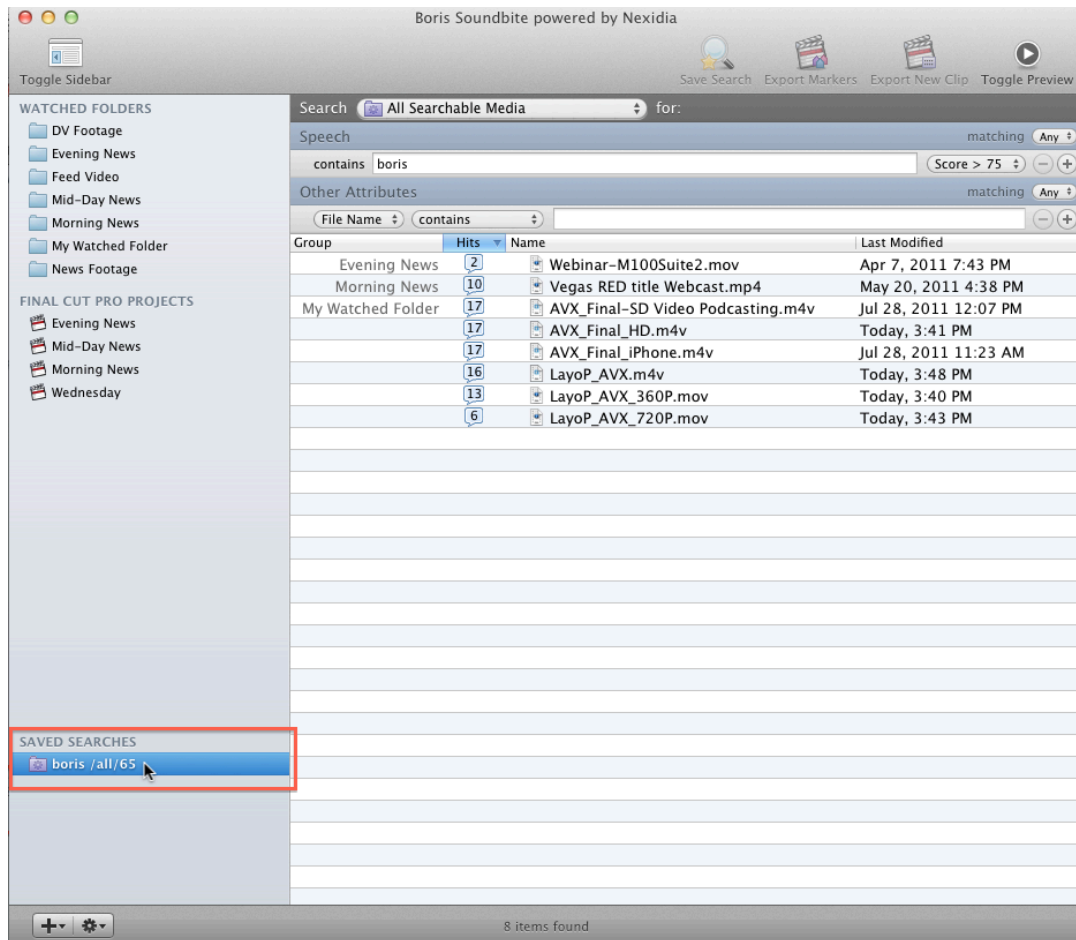 Boris Soundbite powered by Nexidia
Toggle Sidebar
Save Search Export Markers Export New Clip Toggle Preview
WATCHED FOLDERS
DV Footage
Evening News
Feed Video
Mid-Day News
Morning News
My Watched Folder
News Footage
FINAL CUT PRO PROJECTS
Evening News
Mid-Day News
Morning News
Wednesday
SAVED SEARCHES
boris /all/65
Search All Searchable Media for:
Speech matching Any
contains boris Score > 75
Other Attributes matching Any
File Name contains
Group Hits Name Last Modified
Evening News 2 Webinar-M100Suite2.mov Apr 7, 2011 7:43 PM
Morning News 10 Vegas RED title Webcast.mp4 May 20, 2011 4:38 PM
My Watched Folder 17 AVX_Final-SD Video Podcasting.m4v Jul 28, 2011 12:07 PM
17 AVX_Final_HD.m4v Today, 3:41 PM
17 AVX_Final_iPhone.m4v Jul 28, 2011 11:23 AM
16 LayoP_AVX.m4v Today, 3:48 PM
13 LayoP_AVX_360P.mov Today, 3:40 PM
6 LayoP_AVX_720P.mov Today, 3:43 PM
8 items found